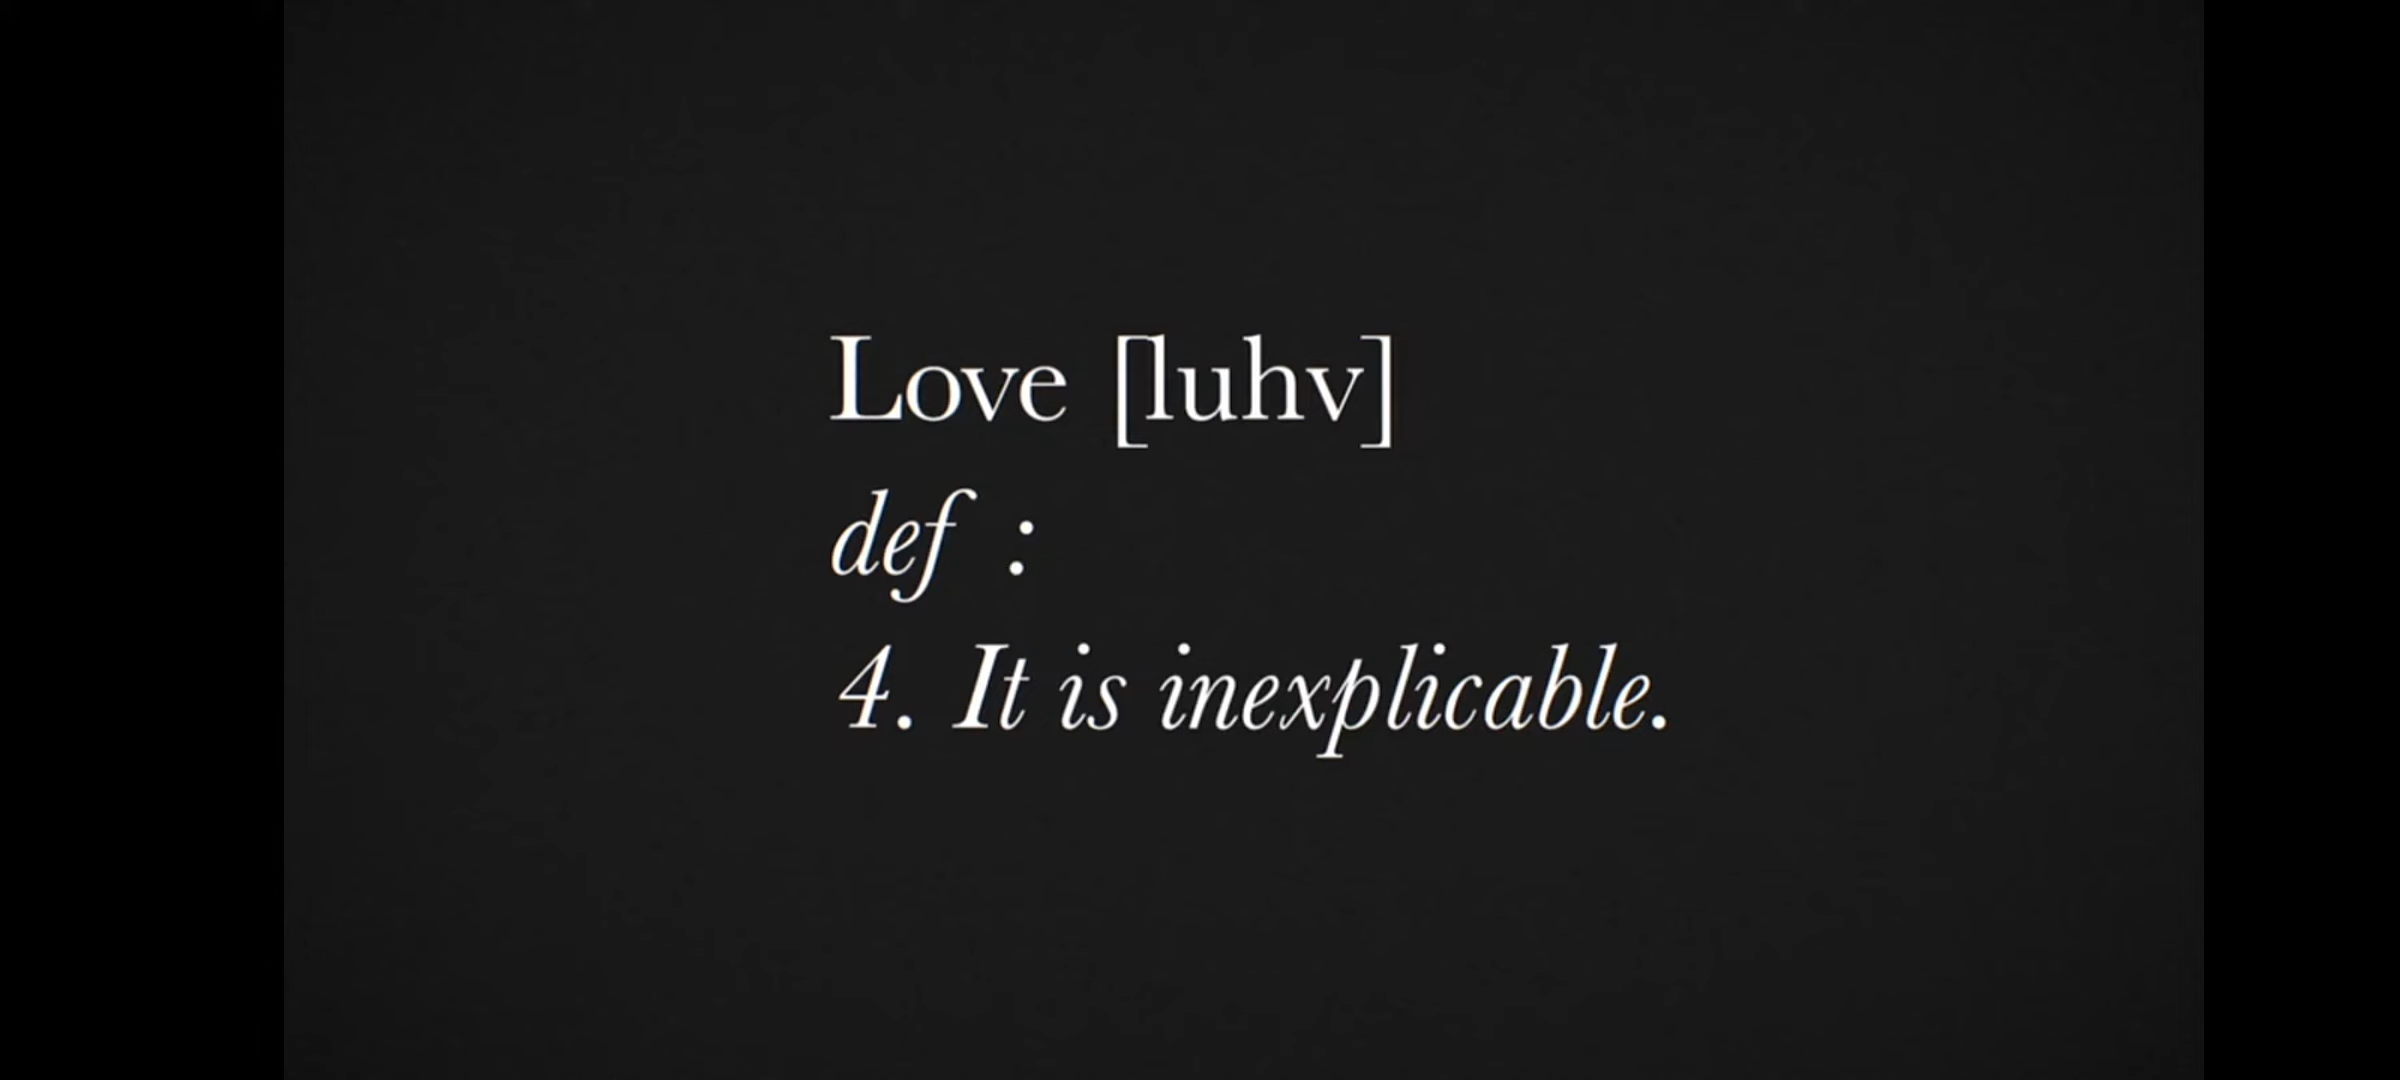 Love [luhv]
def :
4. It is inexplicable.